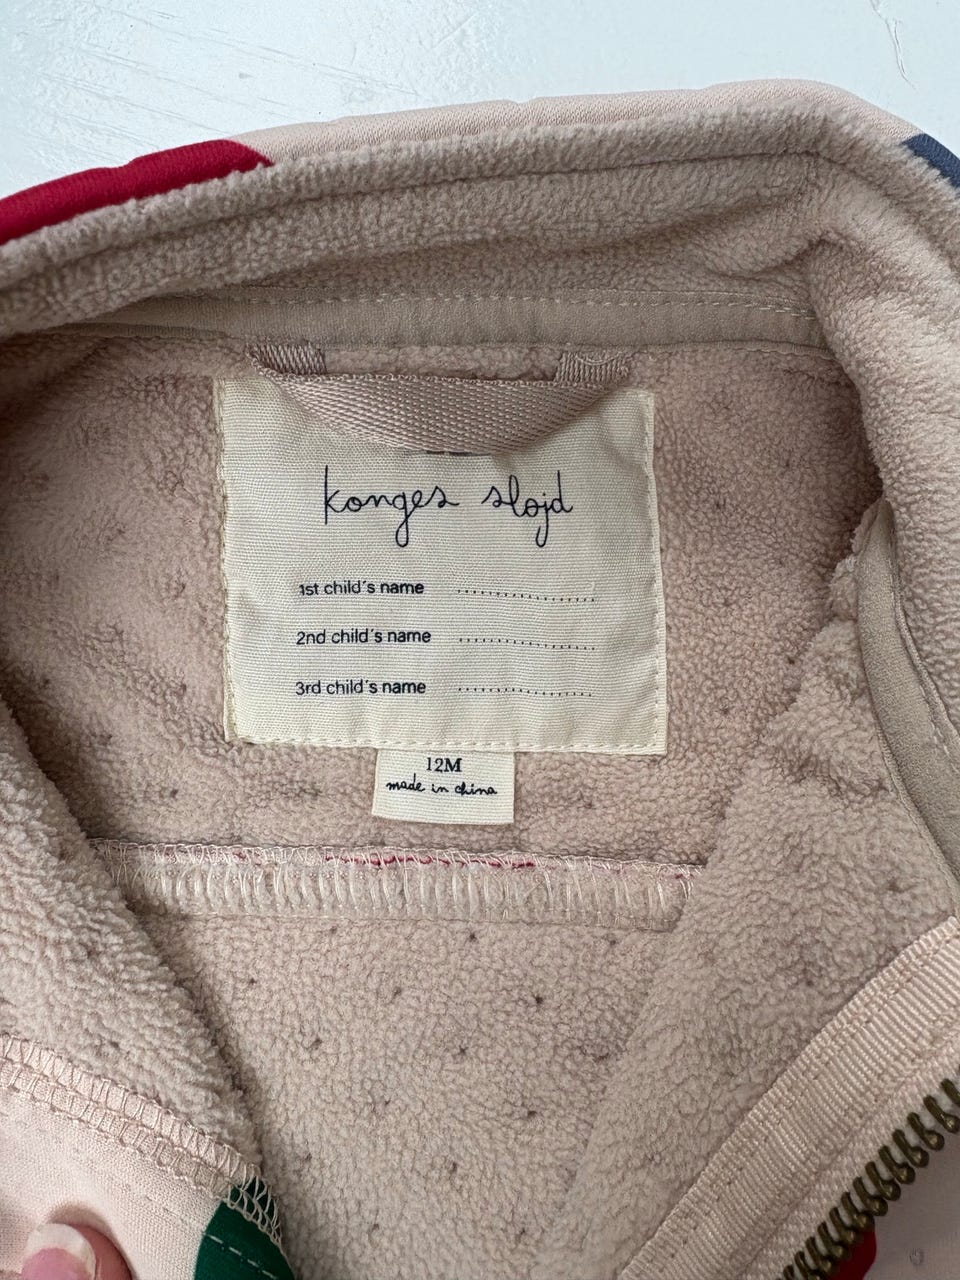 konges sløjd
1st child's name ....................
2nd child's name ....................
3rd child's name ....................
12M
made in china